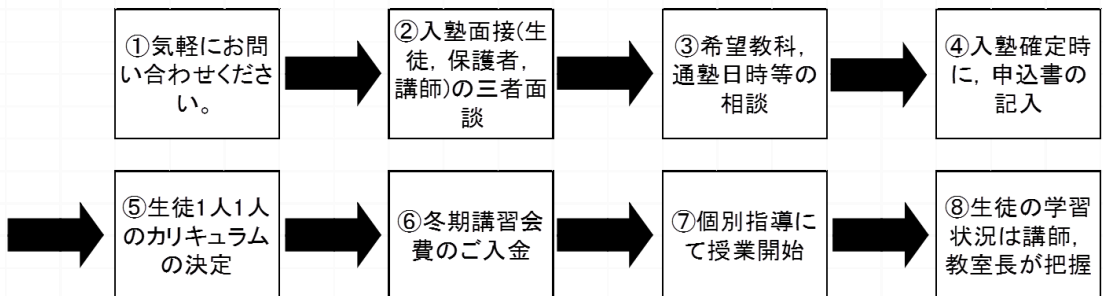 ①気軽にお問
い合わせくださ
い。
②入塾面接(生
徒,保護者,
講師)の三者面
談
③希望教科,
通塾日時等の
相談
④入塾確定時
に,申込書の
記入
⑤生徒1人1人
のカリキュラム
の決定
⑥冬期講習会
費のご入金
⑦個別指導に
て授業開始
⑧生徒の学習
状況は講師,
教室長が把握